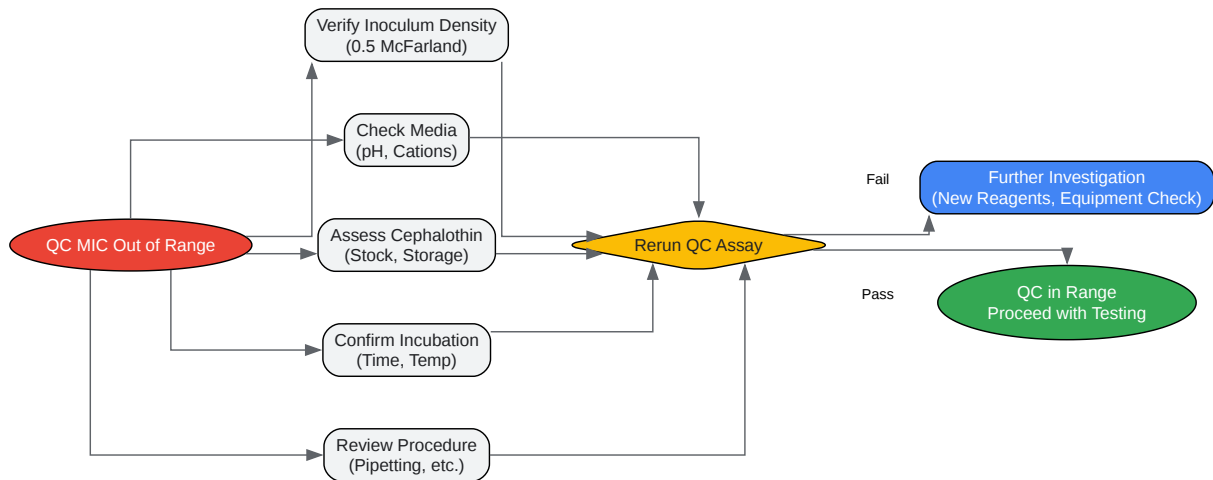 Verify Inoculum Density
(0.5 McFarland)
Check Media
(pH, Cations)
QC MIC Out of Range
Assess Cephalothin
(Stock, Storage)
Confirm Incubation
(Time, Temp)
Review Procedure
(Pipetting, etc.)
Rerun QC Assay
Fail
Further Investigation
(New Reagents, Equipment Check)
Pass
QC in Range
Proceed with Testing